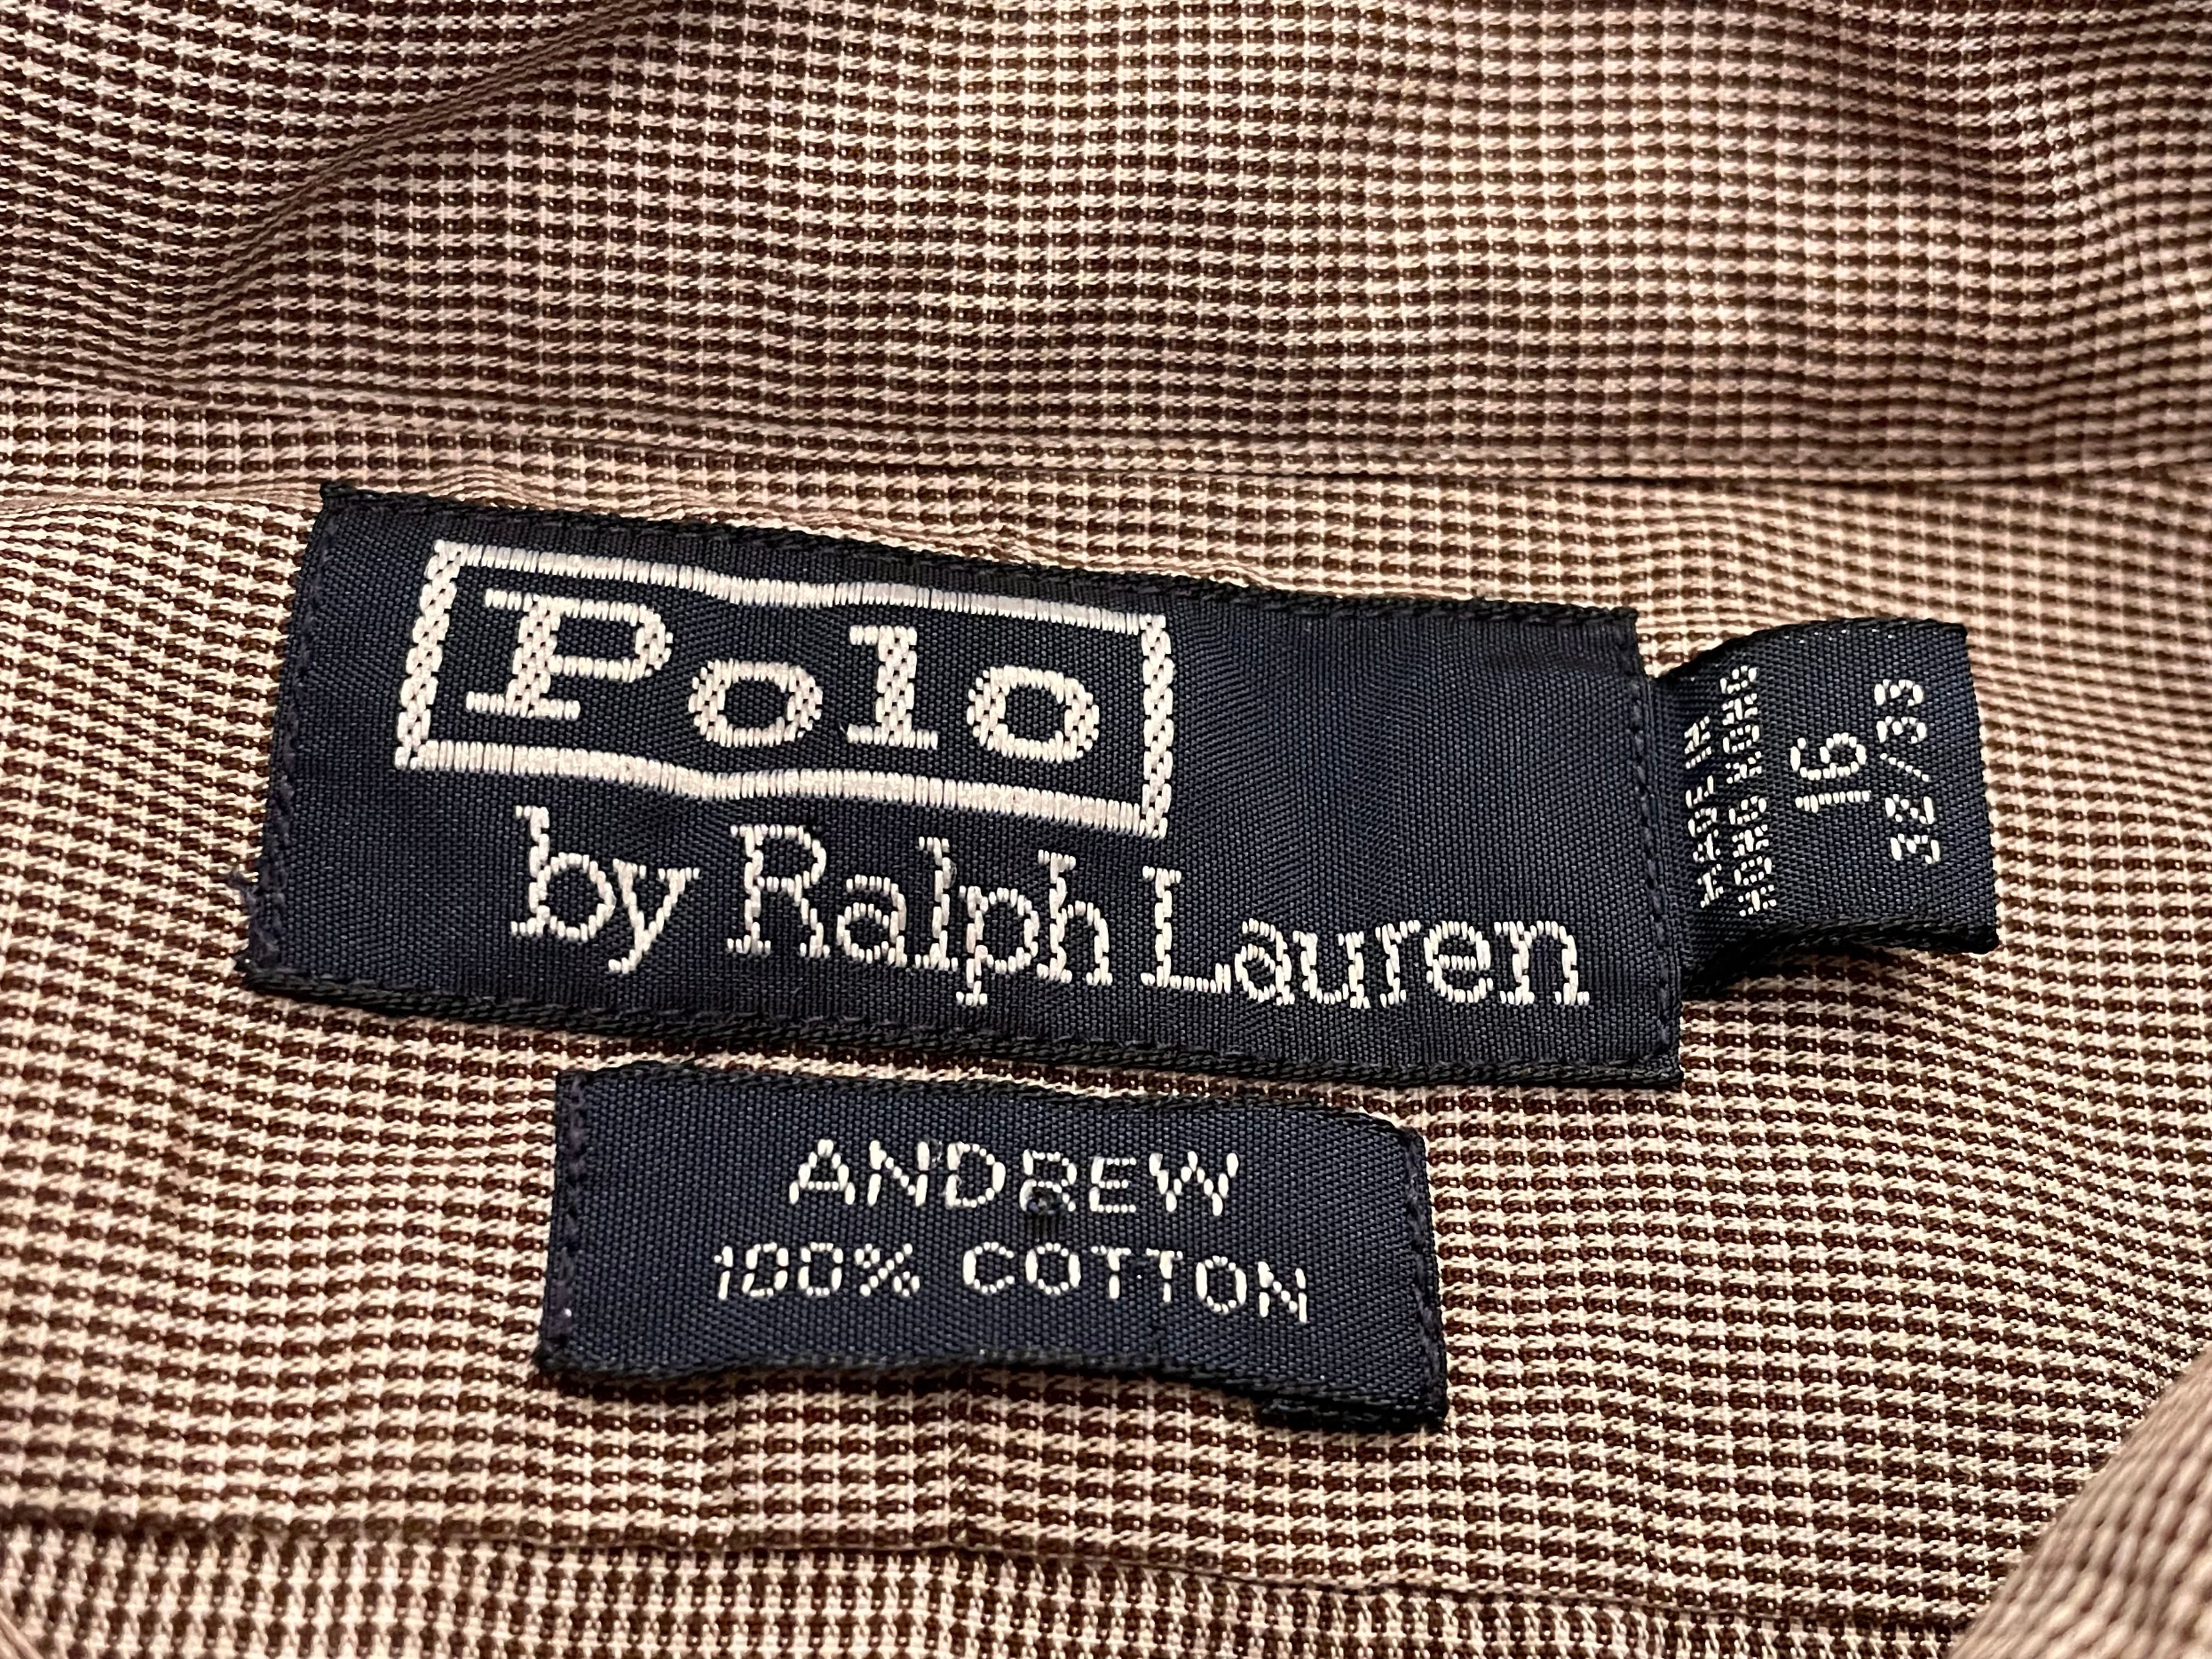 Polo
by Ralph Lauren
MADE IN
HONG KONG
16
32/33
ANDREW
100% COTTON